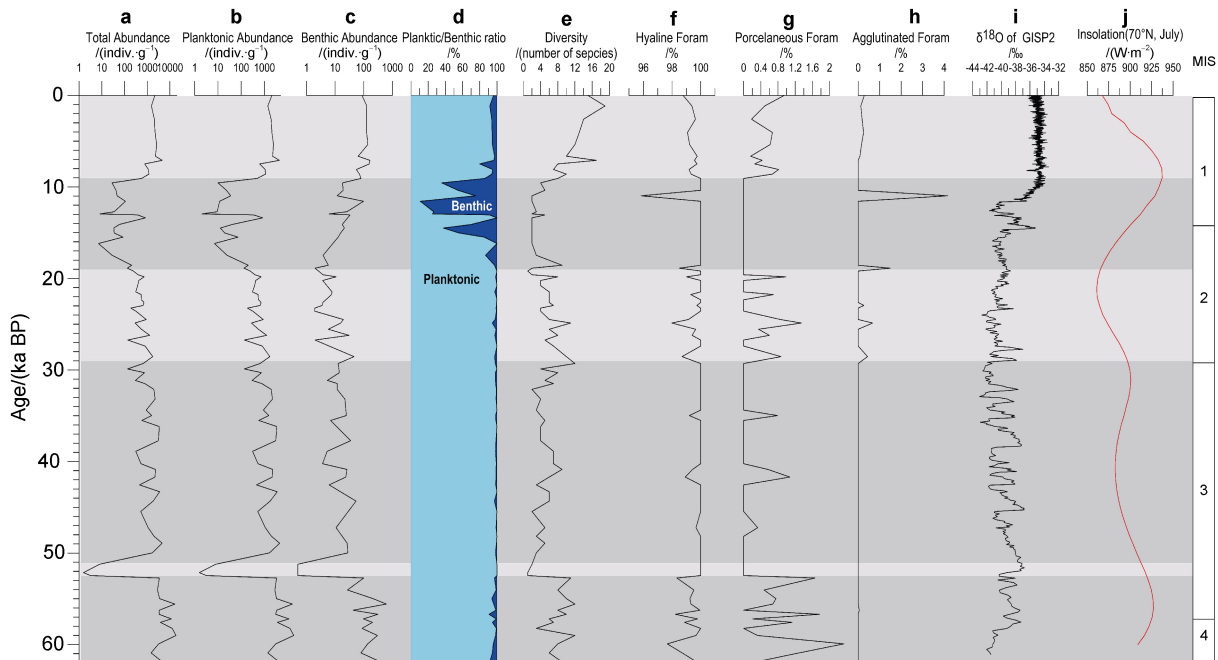 a b c d e f g h i j
Total Abundance Planktonic Abundance Benthic Abundance Planktic/Benthic ratio Diversity Hyaline Foram Porcelaneous Foram Agglutinated Foram δ18O of GISP2 Insolation(70°N, July)
/(indiv.·g⁻¹) /(indiv.·g⁻¹) /(indiv.·g⁻¹) /% /(number of sepcies) /% /% /% /‰ /(W·m⁻²)
1 10 100 1000 10000 1 10 100 1000 1 10 100 1000 0 20 40 60 80 100 0 4 8 12 16 20 96 98 100 0 0.4 0.8 1.2 1.6 2 0 1 2 3 4 -44 -42 -40 -38 -36 -34 -32 850 875 900 925 950
MIS
0
1
10
Benthic
Planktonic
20
2
30
Age/(ka BP)
40
3
50
60
4